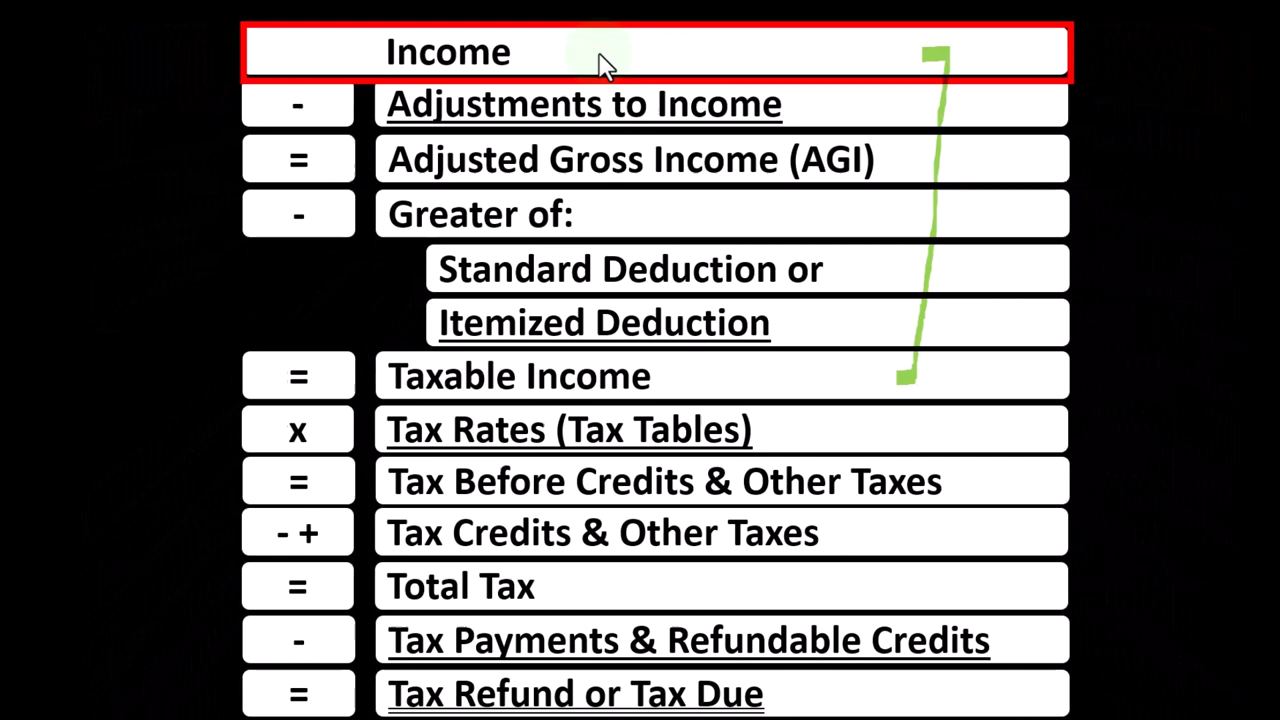 Income
- Adjustments to Income
= Adjusted Gross Income (AGI)
- Greater of:
Standard Deduction or
Itemized Deduction
= Taxable Income
x Tax Rates (Tax Tables)
= Tax Before Credits & Other Taxes
- + Tax Credits & Other Taxes
= Total Tax
- Tax Payments & Refundable Credits
= Tax Refund or Tax Due